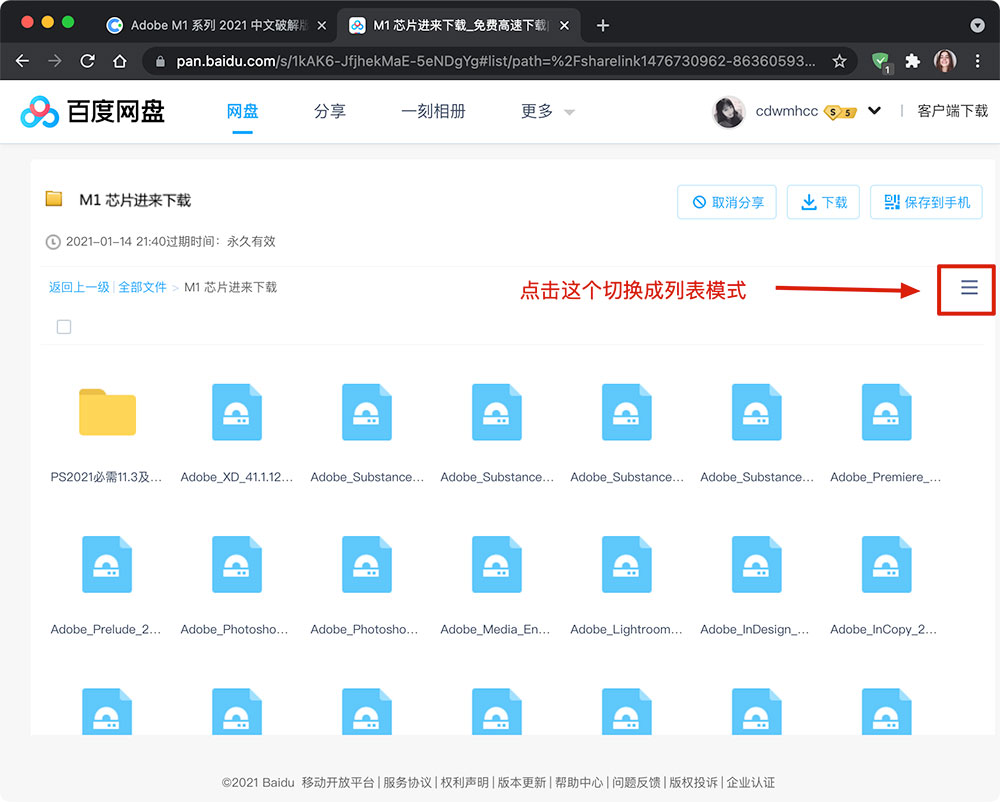 Adobe M1 系列 2021 中文破解版
M1 芯片进来下载_免费高速下载|
pan.baidu.com/s/1kAK6-JfjhekMaE-5eNDgYg#list/path=%2Fsharelink1476730962-86360593...
1
百度网盘
网盘
分享
一刻相册
更多
cdwmhcc
S 5
客户端下载
M1 芯片进来下载
取消分享
下载
保存到手机
2021-01-14 21:40过期时间：永久有效
返回上一级 | 全部文件 > M1 芯片进来下载
点击这个切换成列表模式
PS2021必需11.3及... Adobe_XD_41.1.12... Adobe_Substance... Adobe_Substance... Adobe_Substance... Adobe_Substance... Adobe_Premiere_...
Adobe_Prelude_2... Adobe_Photosho... Adobe_Photosho... Adobe_Media_En... Adobe_Lightroom... Adobe_InDesign_... Adobe_InCopy_2...
©2021 Baidu 移动开放平台 | 服务协议 | 权利声明 | 版本更新 | 帮助中心 | 问题反馈 | 版权投诉 | 企业认证